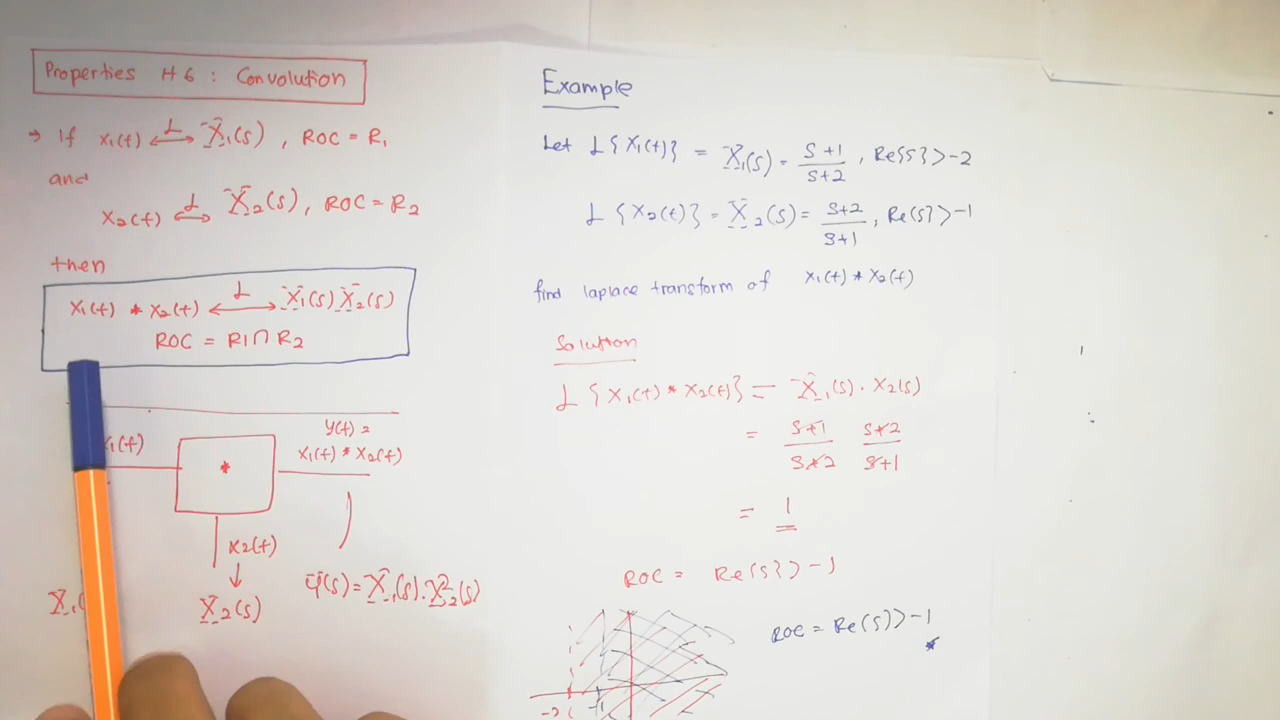 Properties #6 : Convolution
→ If x₁(t) ⟷ X₁(s), ROC = R₁
L
and
x₂(t) ⟷ X₂(s), ROC = R₂
L
then
x₁(t) * x₂(t) ⟷ X₁(s) X₂(s)
L
ROC = R1 ∩ R₂
x₁(t)
*
y(t) =
x₁(t) * x₂(t)
x₂(t)
X₂(s)
Y(s) = X₁(s) . X₂(s)
Example
Let L{x₁(t)} = X₁(s) = s+1/s+2 , Re{s} > -2
L{x₂(t)} = X₂(s) = s+2/s+1 , Re{s} > -1
find laplace transform of x₁(t) * x₂(t)
Solution
L{x₁(t) * x₂(t)} = X₁(s) . X₂(s)
= s+1/s+2 s+2/s+1
= 1
ROC = Re{s} > -1
ROC = Re{s} > -1
-2 -1